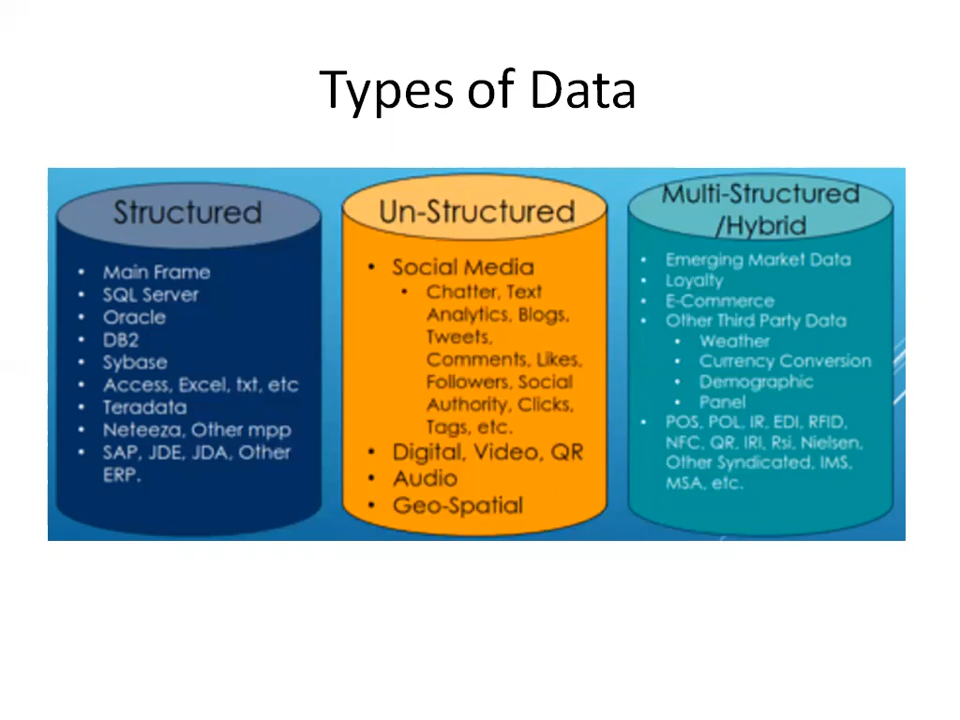 Types of Data
Structured
• Main Frame
• SQL Server
• Oracle
• DB2
• Sybase
• Access, Excel, txt, etc
• Teradata
• Neteeza, Other mpp
• SAP, JDE, JDA, Other
ERP.
Un-Structured
• Social Media
• Chatter, Text
Analytics, Blogs,
Tweets,
Comments, Likes,
Followers, Social
Authority, Clicks,
Tags, etc.
• Digital, Video, QR
• Audio
• Geo-Spatial
Multi-Structured
/Hybrid
• Emerging Market Data
• Loyalty
• E-Commerce
• Other Third Party Data
• Weather
• Currency Conversion
• Demographic
• Panel
• POS, POL, IR, EDI, RFID,
NFC, QR, IRI, Rsi, Nielsen,
Other Syndicated, IMS,
MSA, etc.